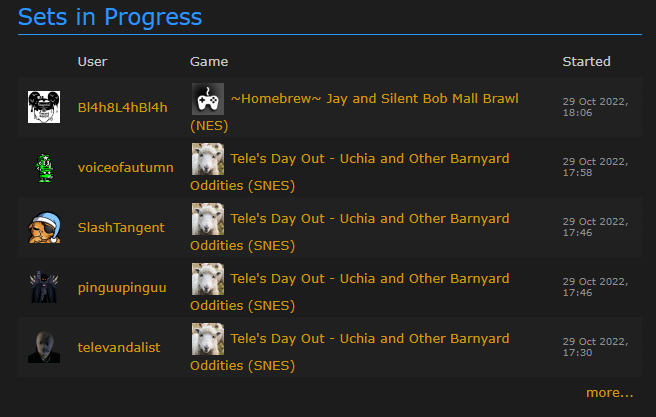 Sets in Progress
User Game Started
Bl4h8L4hBl4h ~Homebrew~ Jay and Silent Bob Mall Brawl (NES) 29 Oct 2022, 18:06
voiceofautumn Tele's Day Out - Uchia and Other Barnyard Oddities (SNES) 29 Oct 2022, 17:58
SlashTangent Tele's Day Out - Uchia and Other Barnyard Oddities (SNES) 29 Oct 2022, 17:46
pinguupinguu Tele's Day Out - Uchia and Other Barnyard Oddities (SNES) 29 Oct 2022, 17:46
televandalist Tele's Day Out - Uchia and Other Barnyard Oddities (SNES) 29 Oct 2022, 17:30
more...